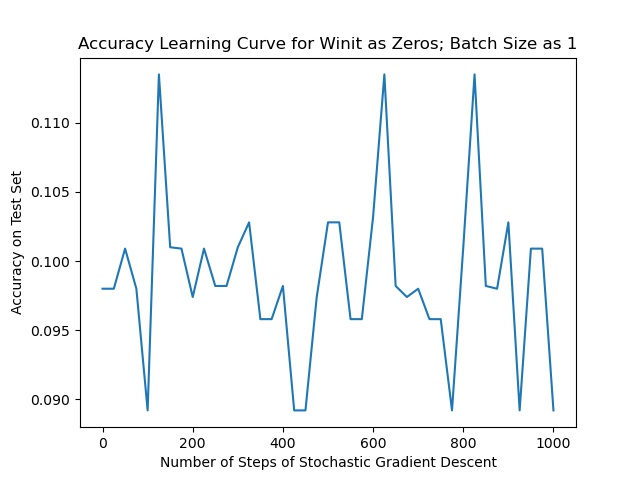 Accuracy Learning Curve for Winit as Zeros; Batch Size as 1
Accuracy on Test Set
0.110
0.105
0.100
0.095
0.090
0 200 400 600 800 1000
Number of Steps of Stochastic Gradient Descent